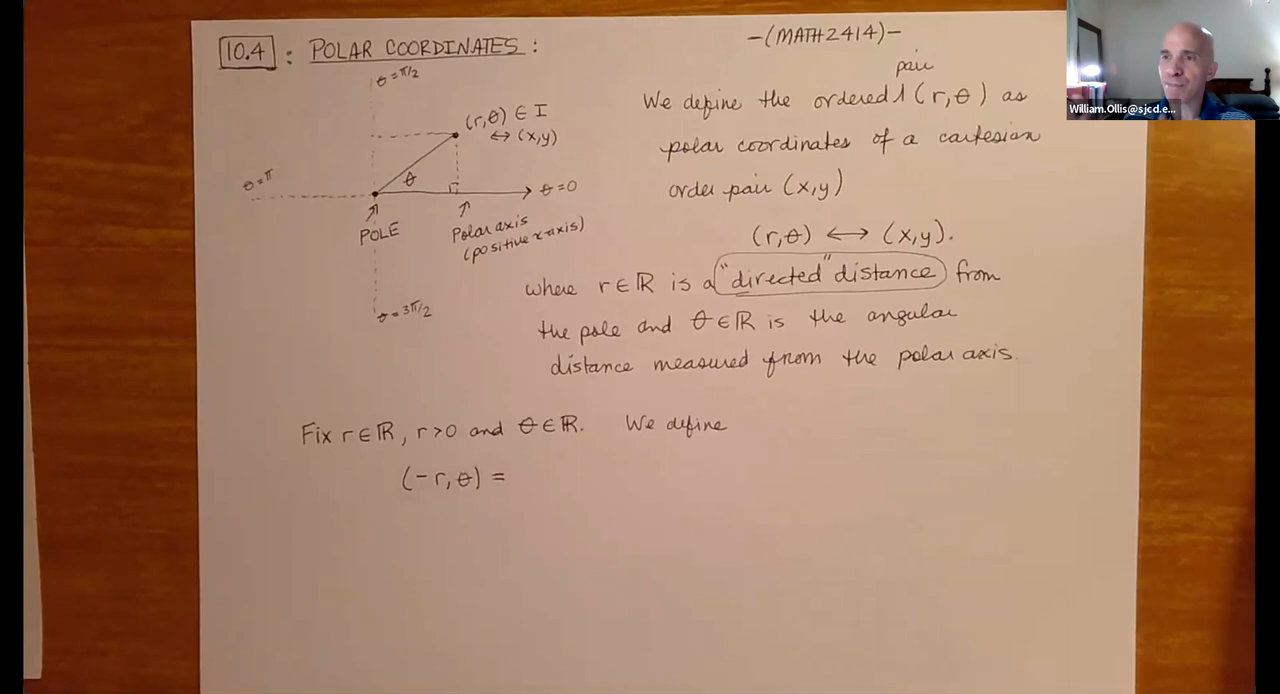 10.4 : POLAR COORDINATES :
-(MATH2414)-
θ=π/2
(r,θ) ∈ I
↔ (x,y)
θ=π
θ
θ=0
POLE
Polar axis
(positive x-axis)
θ=3π/2
pair
We define the ordered ∧ (r,θ) as
polar coordinates of a cartesian
order pair (x,y)
(r,θ) ⟷ (x,y).
where r∈ℝ is a "directed" distance from
the pole and θ∈ℝ is the angular
distance measured from the polar axis.
Fix r∈ℝ, r>0 and θ∈ℝ. We define
(-r,θ) =
William.Ollis@sjcd.e...